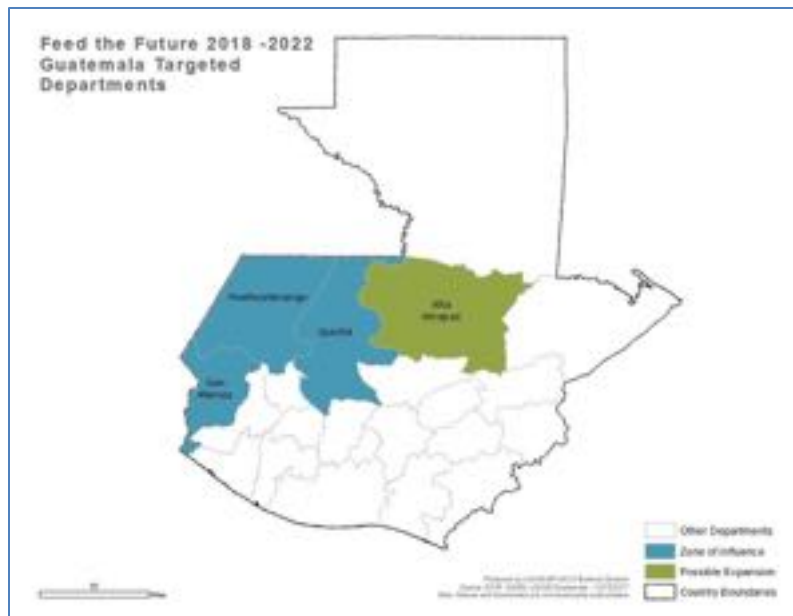 Feed the Future 2018 -2022
Guatemala Targeted
Departments
Huehuetenango
Quiché
Alta
Verapaz
San
Marcos
Other Departments
Zone of Influence
Possible Expansion
Country Boundaries